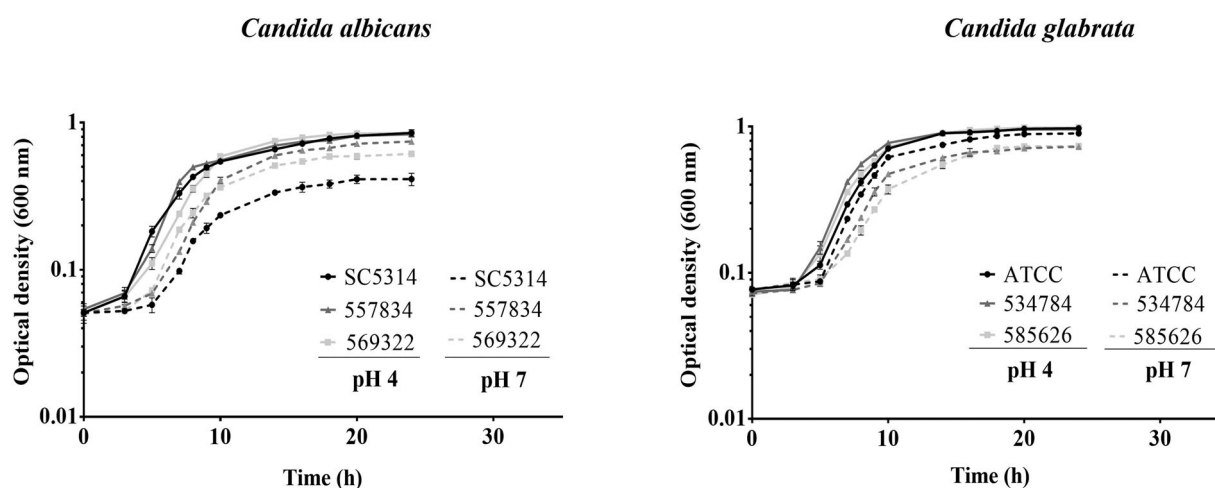 Candida albicans
Optical density (600 nm)
1
0.1
0.01
0
10
20
30
Time (h)
SC5314 SC5314
557834 557834
569322 569322
pH 4 pH 7
Candida glabrata
Optical density (600 nm)
1
0.1
0.01
0
10
20
30
Time (h)
ATCC ATCC
534784 534784
585626 585626
pH 4 pH 7